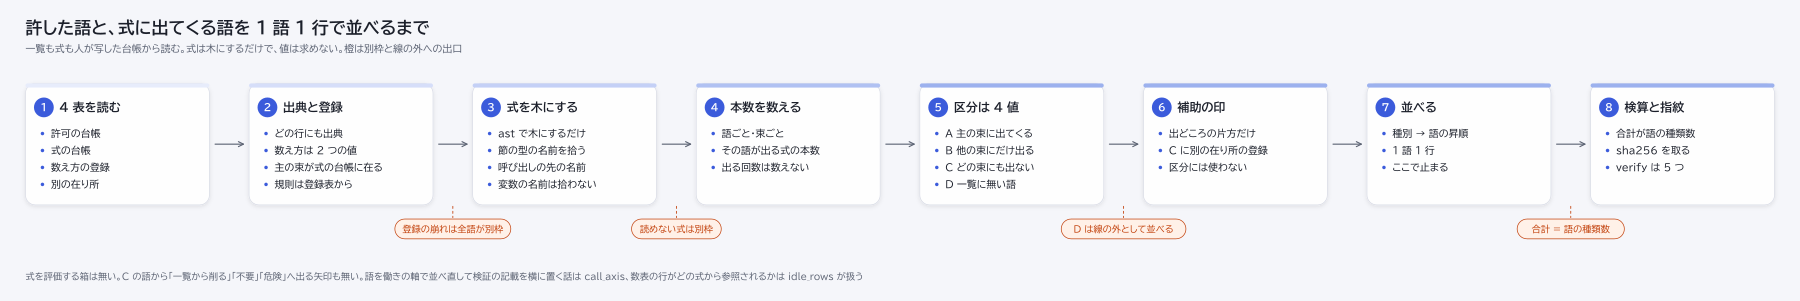 許した語と、式に出てくる語を 1 語 1 行で並べるまで
一覧も式も人が写した台帳から読む。式は木にするだけで、値は求めない。橙は別枠と線の外への出口
1 4 表を読む
• 許可の台帳
• 式の台帳
• 数え方の登録
• 別の在り所
2 出典と登録
• どの行にも出典
• 数え方は 2 つの値
• 主の束が式の台帳に在る
• 規則は登録表から
3 式を木にする
• ast で木にするだけ
• 節の型の名前を拾う
• 呼び出しの先の名前
• 変数の名前は拾わない
4 本数を数える
• 語ごと・束ごと
• その語が出る式の本数
• 出る回数は数えない
5 区分は 4 値
• A 主の束に出てくる
• B 他の束にだけ出る
• C どの束にも出ない
• D 一覧に無い語
6 補助の印
• 出どころの片方だけ
• C に別の在り所の登録
• 区分には使わない
7 並べる
• 種別 → 語の昇順
• 1 語 1 行
• ここで止まる
8 検算と指紋
• 合計が語の種類数
• sha256 を取る
• verify は 5 つ
登録の崩れは全語が別枠
読めない式は別枠
D は線の外として並べる
合計 = 語の種類数
式を評価する箱は無い。C の語から「一覧から削る」「不要」「危険」へ出る矢印も無い。語を働きの軸で並べ直して検証の記載を横に置く話は call_axis、数表の行がどの式から参照されるかは idle_rows が扱う